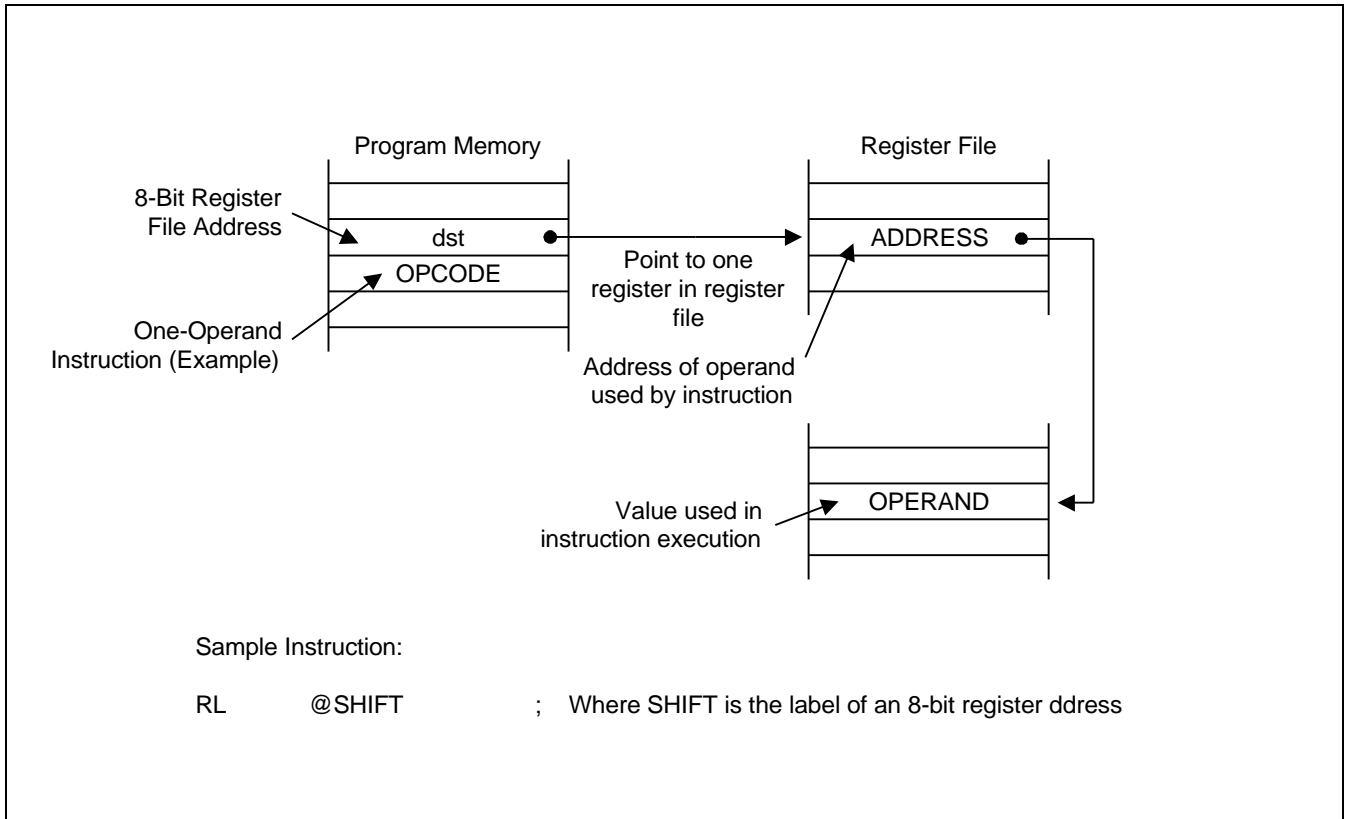 Program Memory
Register File
8-Bit Register
File Address
dst
OPCODE
One-Operand
Instruction (Example)
Point to one
register in register
file
ADDRESS
Address of operand
used by instruction
OPERAND
Value used in
instruction execution
Sample Instruction:
RL @SHIFT ; Where SHIFT is the label of an 8-bit register ddress